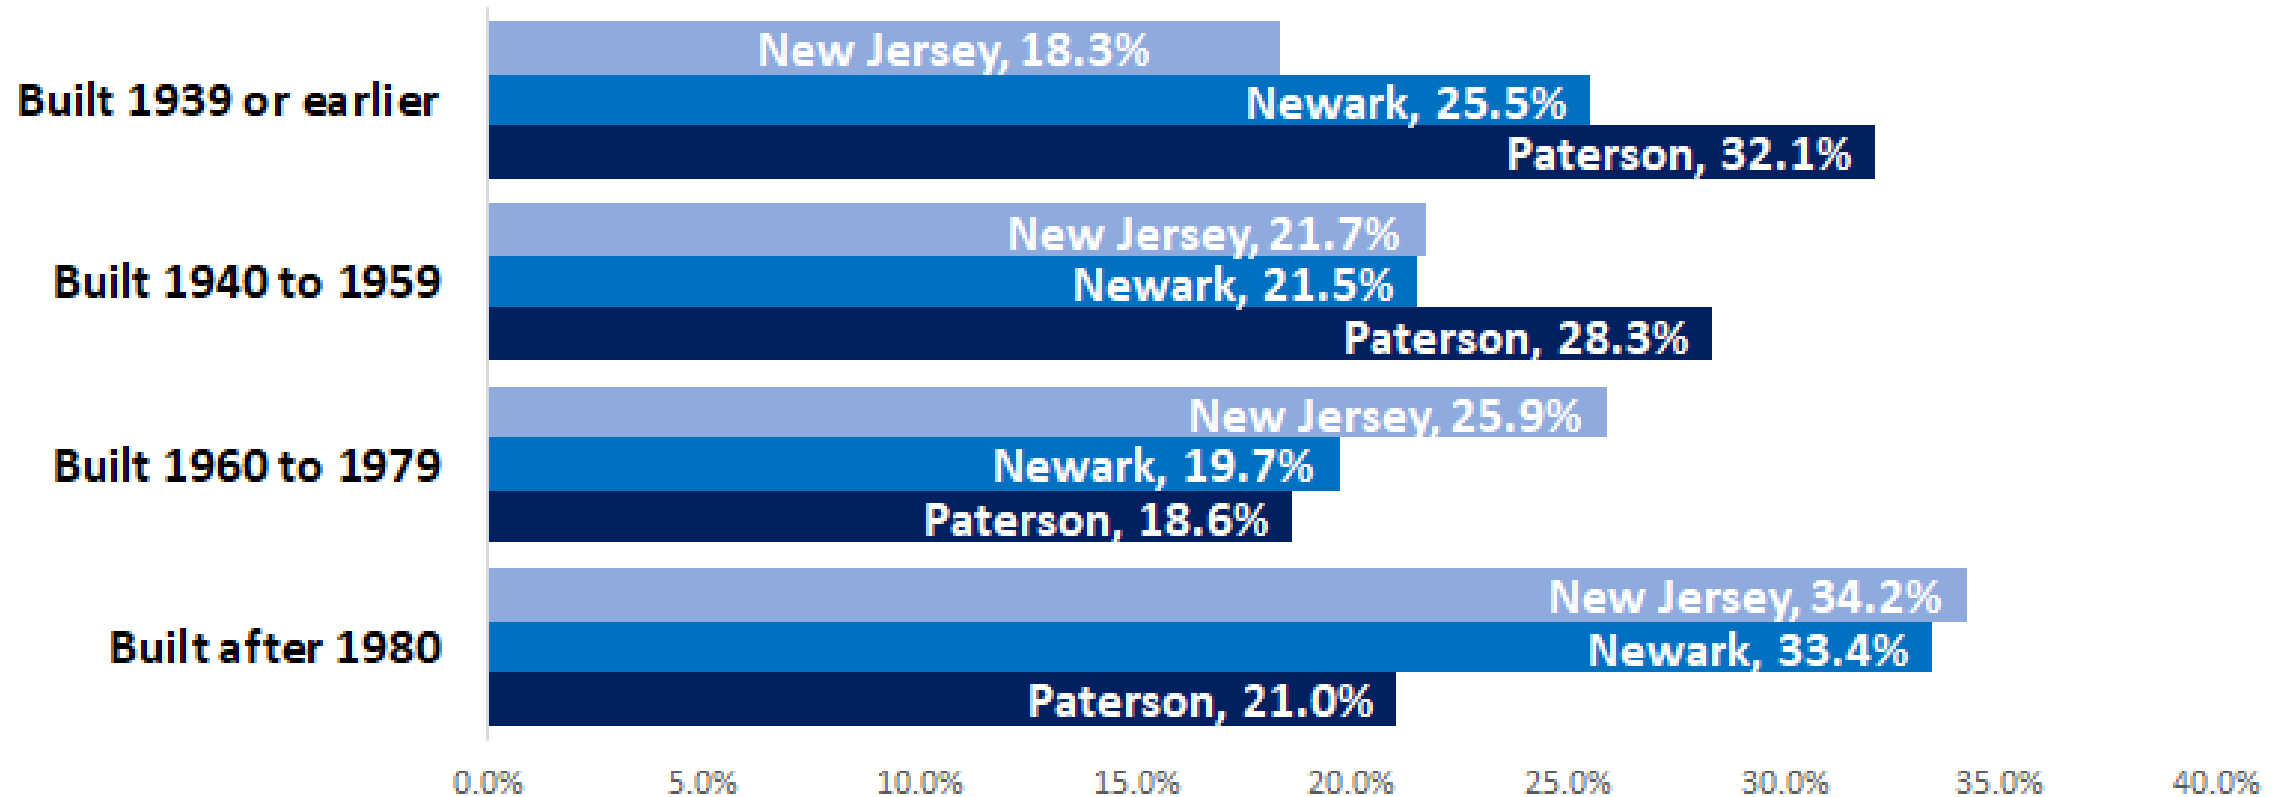 New Jersey, 18.3%
Built 1939 or earlier
Newark, 25.5%
Paterson, 32.1%
New Jersey, 21.7%
Built 1940 to 1959
Newark, 21.5%
Paterson, 28.3%
New Jersey, 25.9%
Built 1960 to 1979
Newark, 19.7%
Paterson, 18.6%
New Jersey, 34.2%
Built after 1980
Newark, 33.4%
Paterson, 21.0%
0.0% 5.0% 10.0% 15.0% 20.0% 25.0% 30.0% 35.0% 40.0%